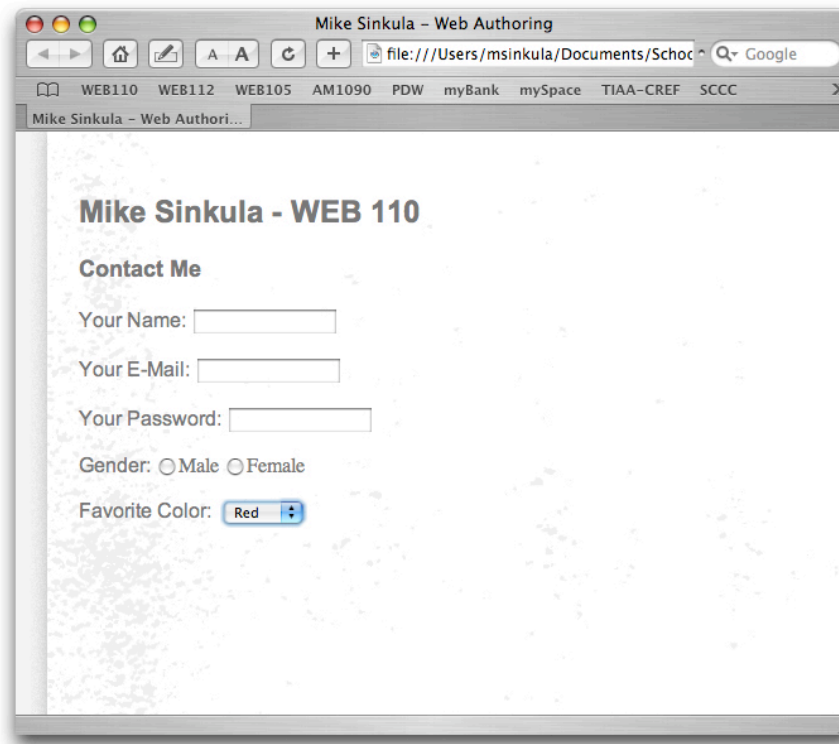 Mike Sinkula – Web Authoring
A A file:///Users/msinkula/Documents/Schoc Google
WEB110 WEB112 WEB105 AM1090 PDW myBank mySpace TIAA-CREF SCCC
Mike Sinkula – Web Authori...
Mike Sinkula - WEB 110
Contact Me
Your Name:
Your E-Mail:
Your Password:
Gender: Male Female
Favorite Color: Red